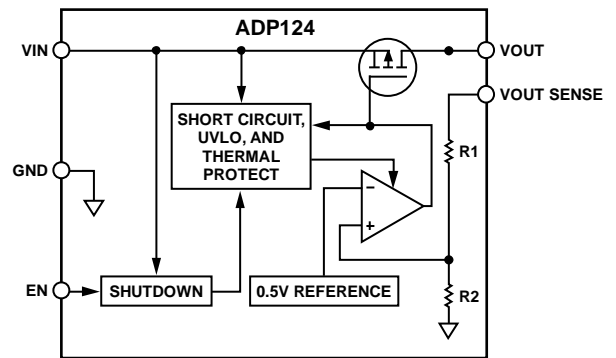 ADP124
VIN
VOUT
VOUT SENSE
SHORT CIRCUIT,
UVLO, AND
THERMAL
PROTECT
R1
GND
−
+
EN
SHUTDOWN
0.5V REFERENCE
R2